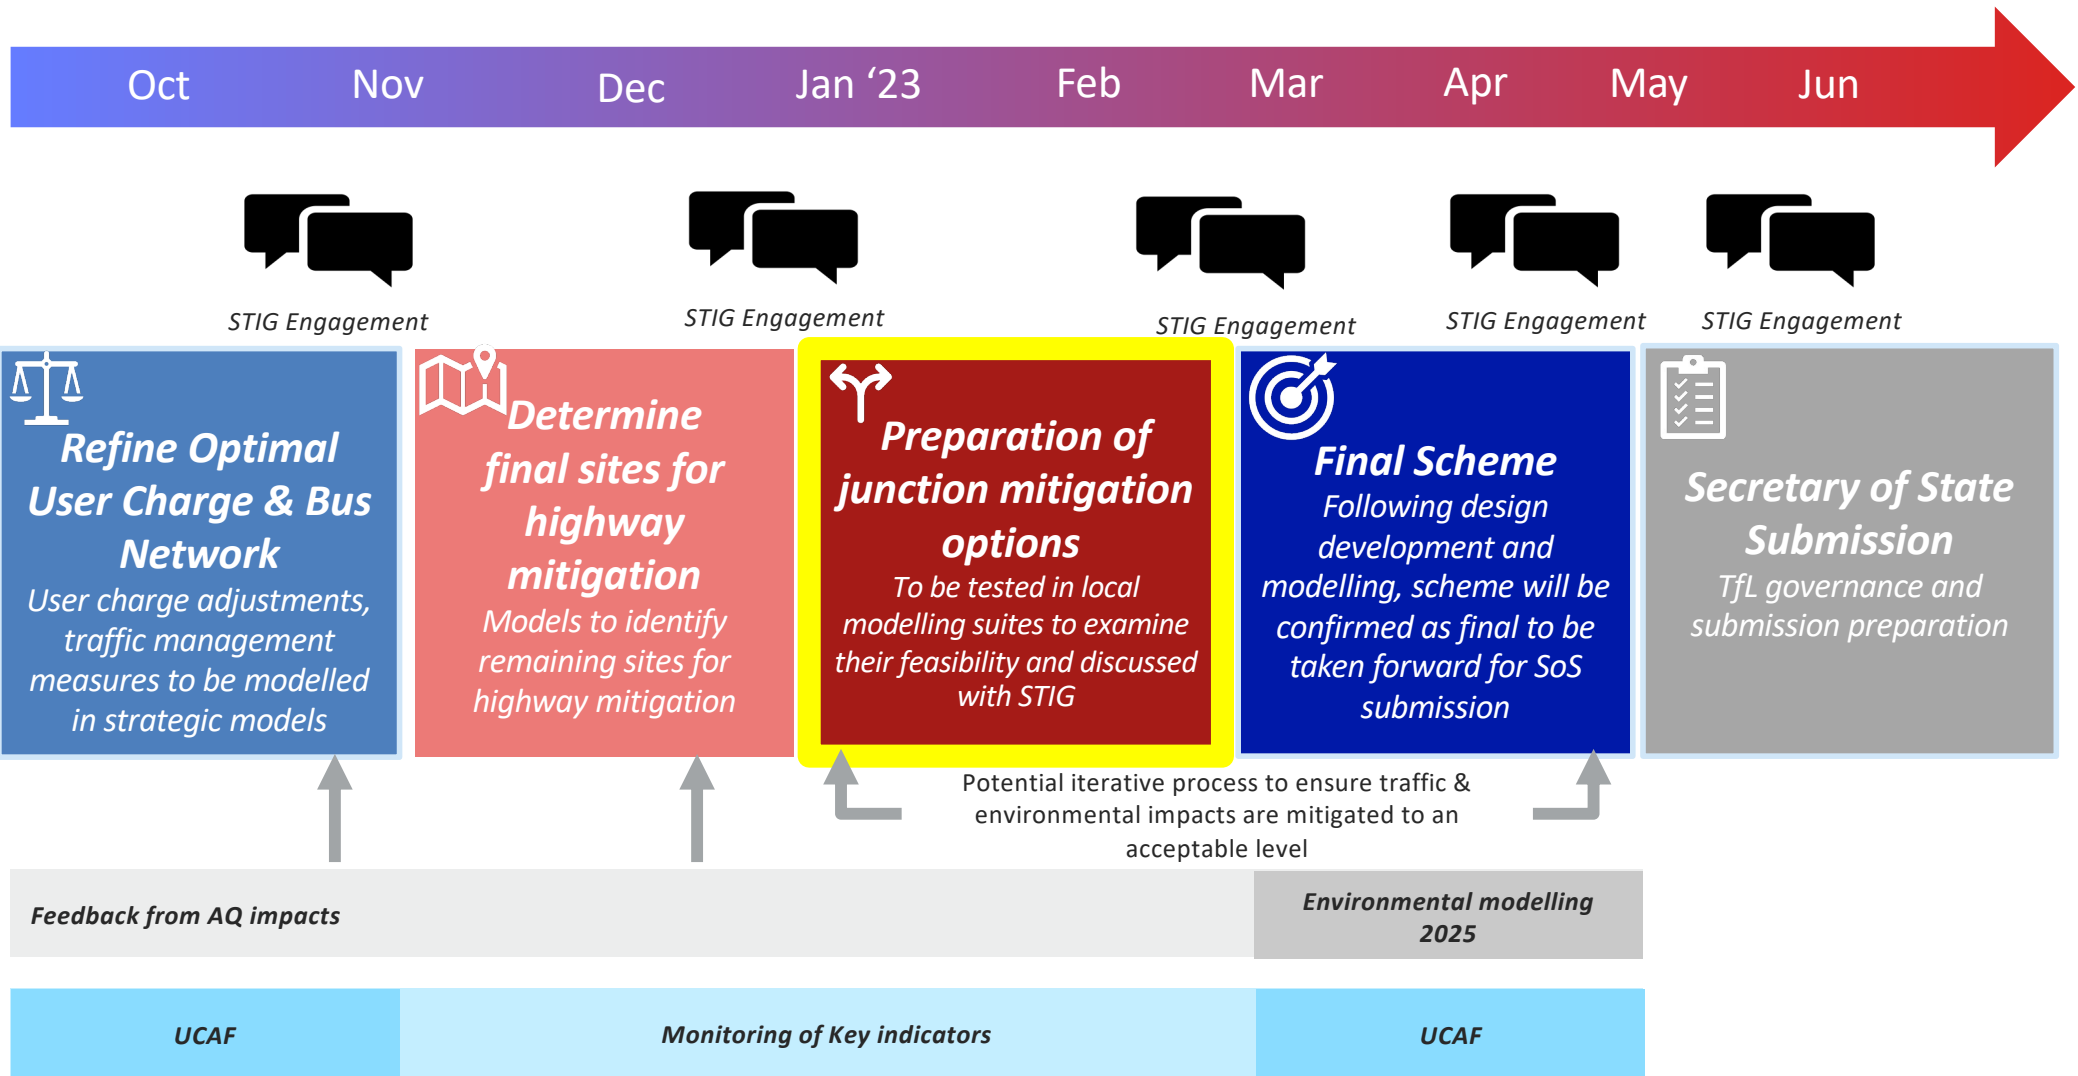 Oct Nov Dec Jan ‘23 Feb Mar Apr May Jun
STIG Engagement
STIG Engagement
STIG Engagement
STIG Engagement
STIG Engagement
Refine Optimal
User Charge & Bus
Network
User charge adjustments,
traffic management
measures to be modelled
in strategic models
Determine
final sites for
highway
mitigation
Models to identify
remaining sites for
highway mitigation
Preparation of
junction mitigation
options
To be tested in local
modelling suites to examine
their feasibility and discussed
with STIG
Final Scheme
Following design
development and
modelling, scheme will be
confirmed as final to be
taken forward for SoS
submission
Secretary of State
Submission
TfL governance and
submission preparation
Potential iterative process to ensure traffic &
environmental impacts are mitigated to an
acceptable level
Feedback from AQ impacts
Environmental modelling
2025
UCAF
Monitoring of Key indicators
UCAF